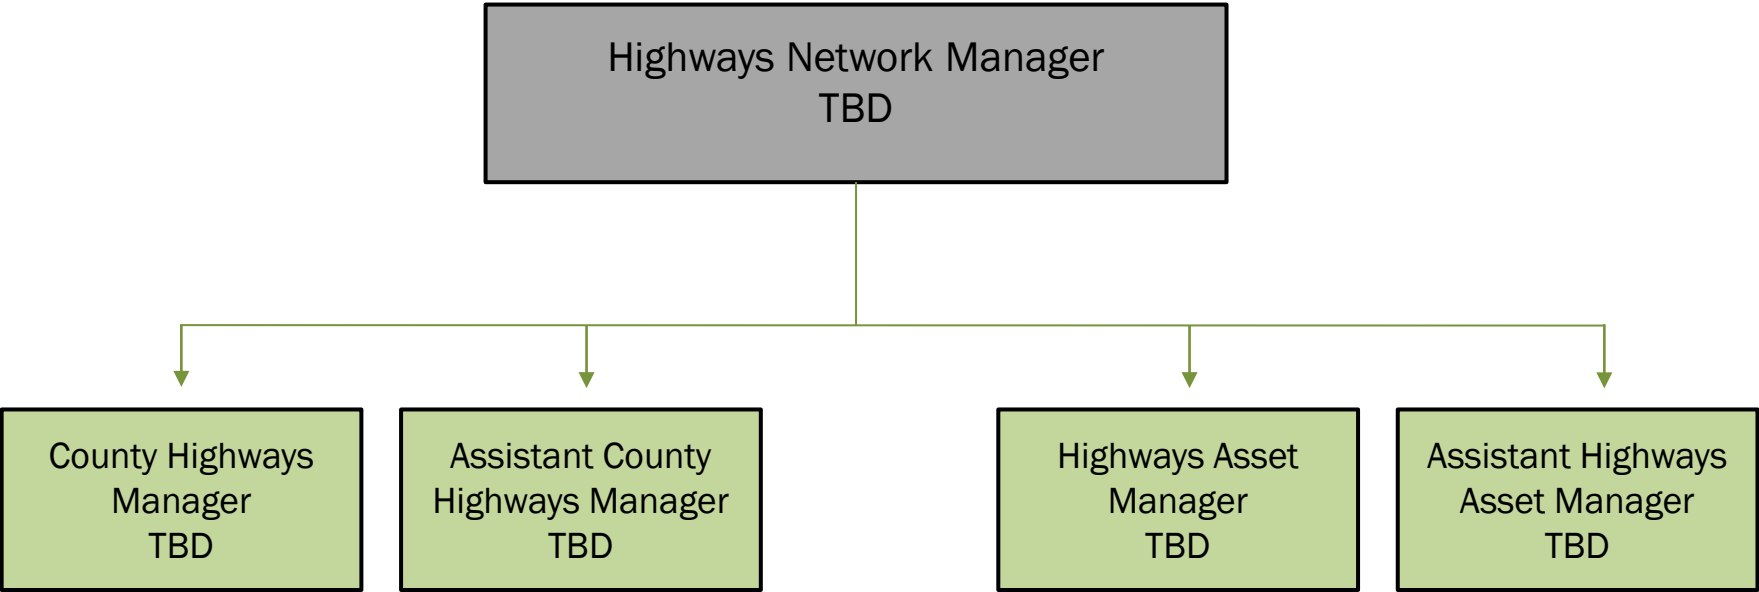 Highways Network Manager
TBD
County Highways
Manager
TBD
Assistant County
Highways Manager
TBD
Highways Asset
Manager
TBD
Assistant Highways
Asset Manager
TBD